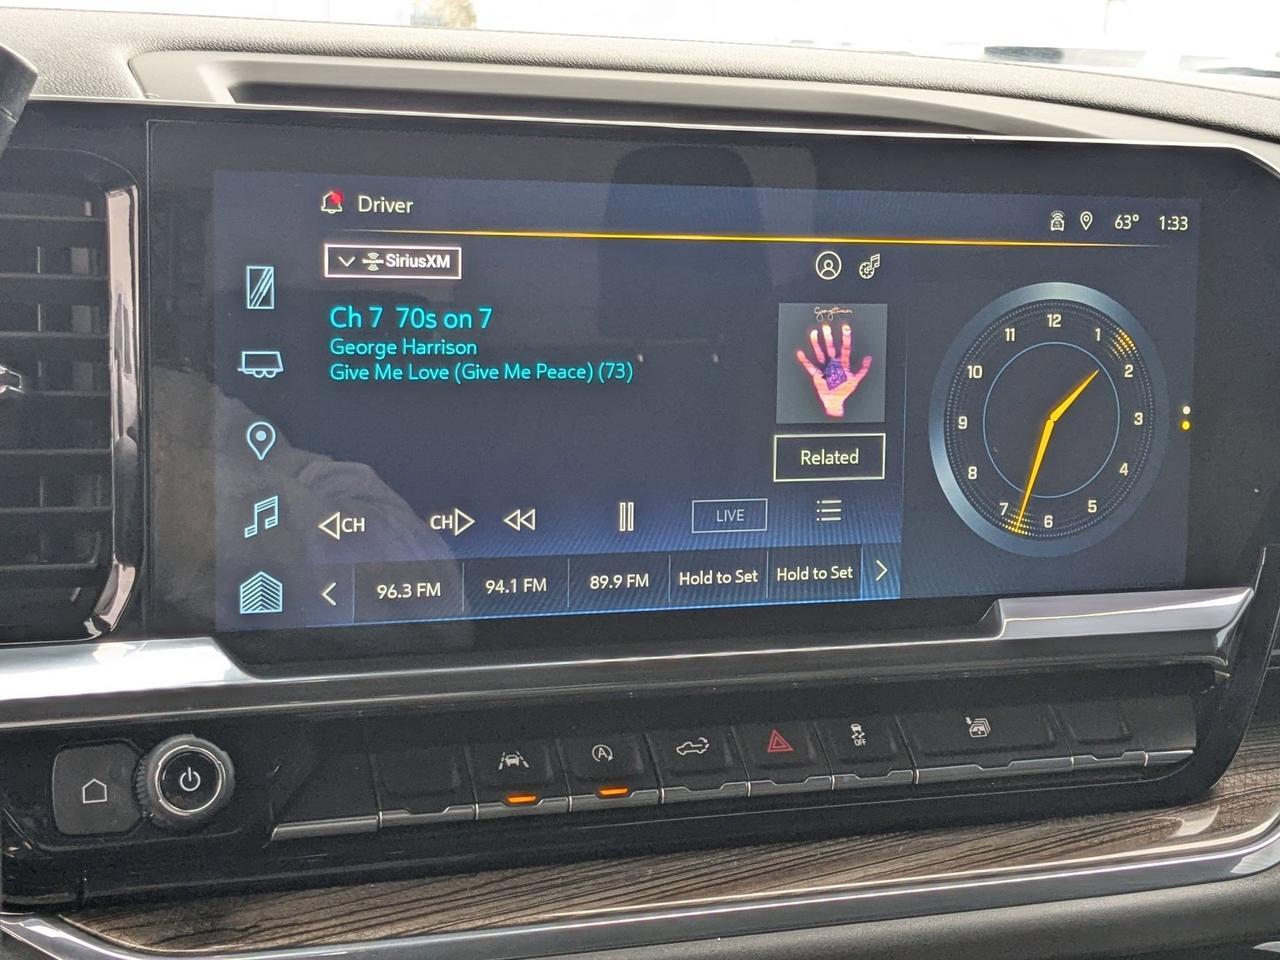 Driver
63° 1:33
SiriusXM
Ch 7 70s on 7
George Harrison
Give Me Love (Give Me Peace) (73)
Related
CH CH LIVE
96.3 FM 94.1 FM 89.9 FM Hold to Set Hold to Set
12
11 1
10 2
9 3
8 4
7 5
6
A
OFF